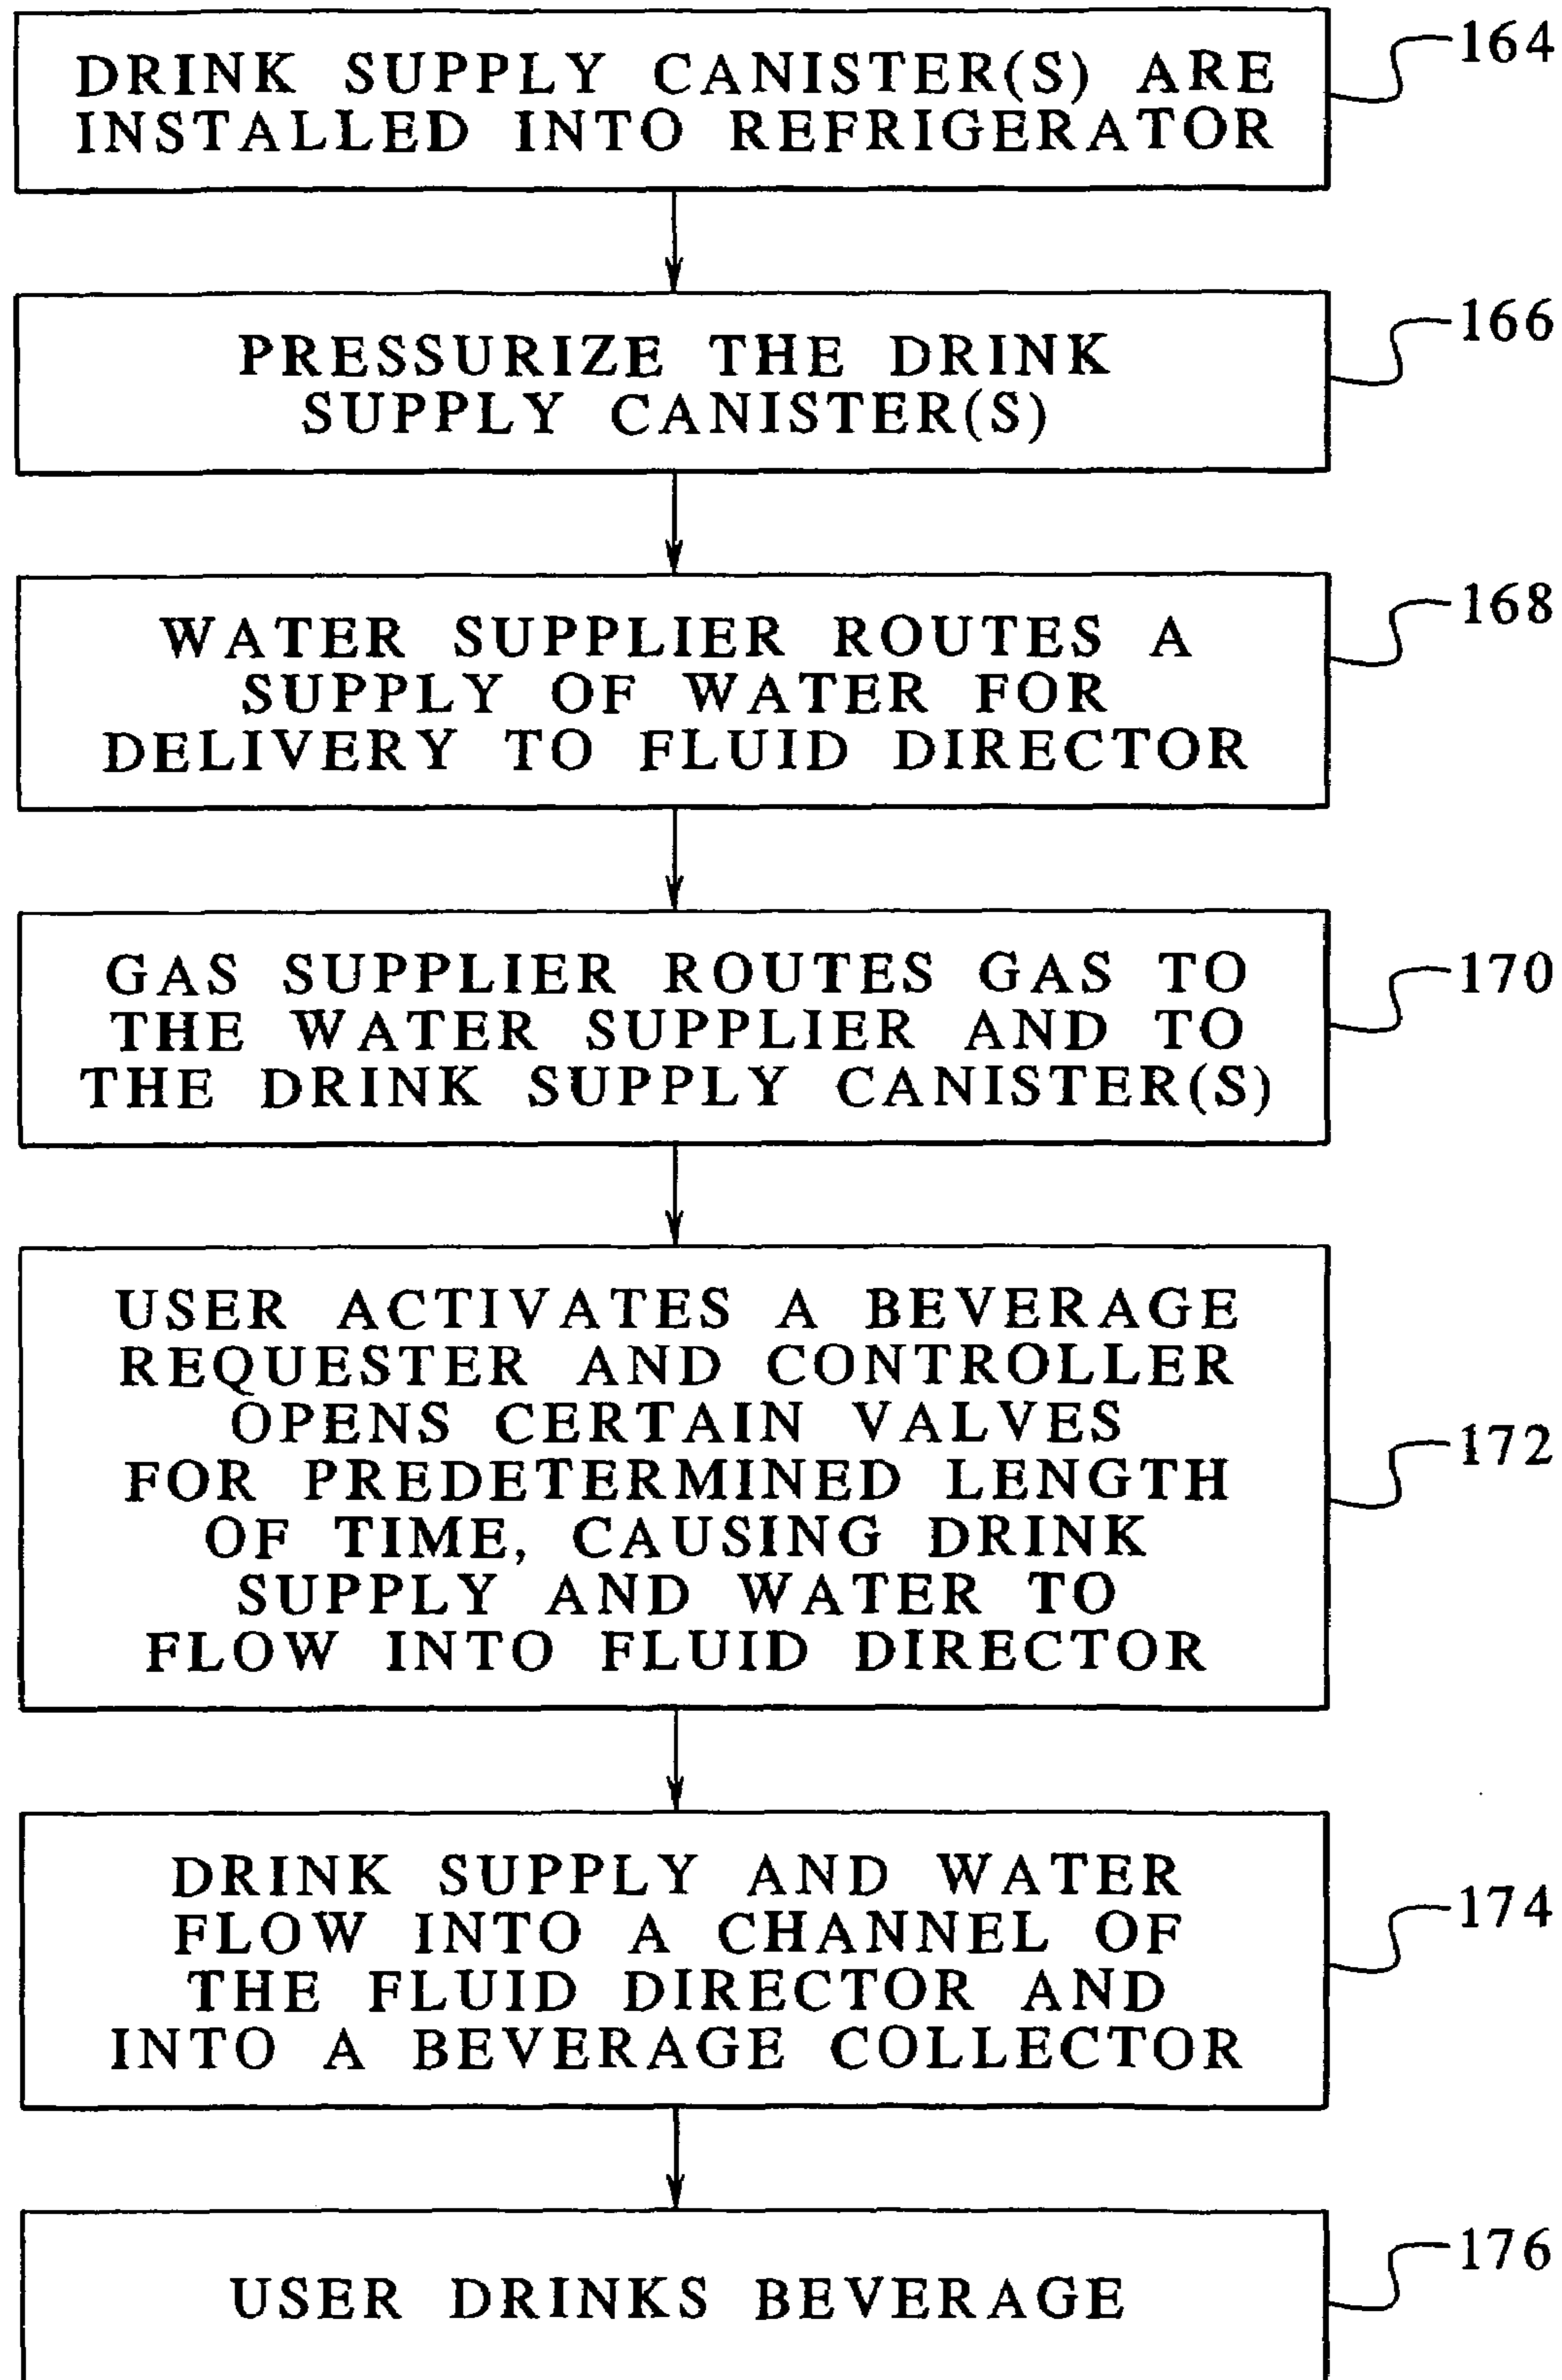 DRINK SUPPLY CANISTER(S) ARE
INSTALLED INTO REFRIGERATOR
164
PRESSURIZE THE DRINK
SUPPLY CANISTER(S)
166
WATER SUPPLIER ROUTES A
SUPPLY OF WATER FOR
DELIVERY TO FLUID DIRECTOR
168
GAS SUPPLIER ROUTES GAS TO
THE WATER SUPPLIER AND TO
THE DRINK SUPPLY CANISTER(S)
170
USER ACTIVATES A BEVERAGE
REQUESTER AND CONTROLLER
OPENS CERTAIN VALVES
FOR PREDETERMINED LENGTH
OF TIME, CAUSING DRINK
SUPPLY AND WATER TO
FLOW INTO FLUID DIRECTOR
172
DRINK SUPPLY AND WATER
FLOW INTO A CHANNEL OF
THE FLUID DIRECTOR AND
INTO A BEVERAGE COLLECTOR
174
USER DRINKS BEVERAGE
176